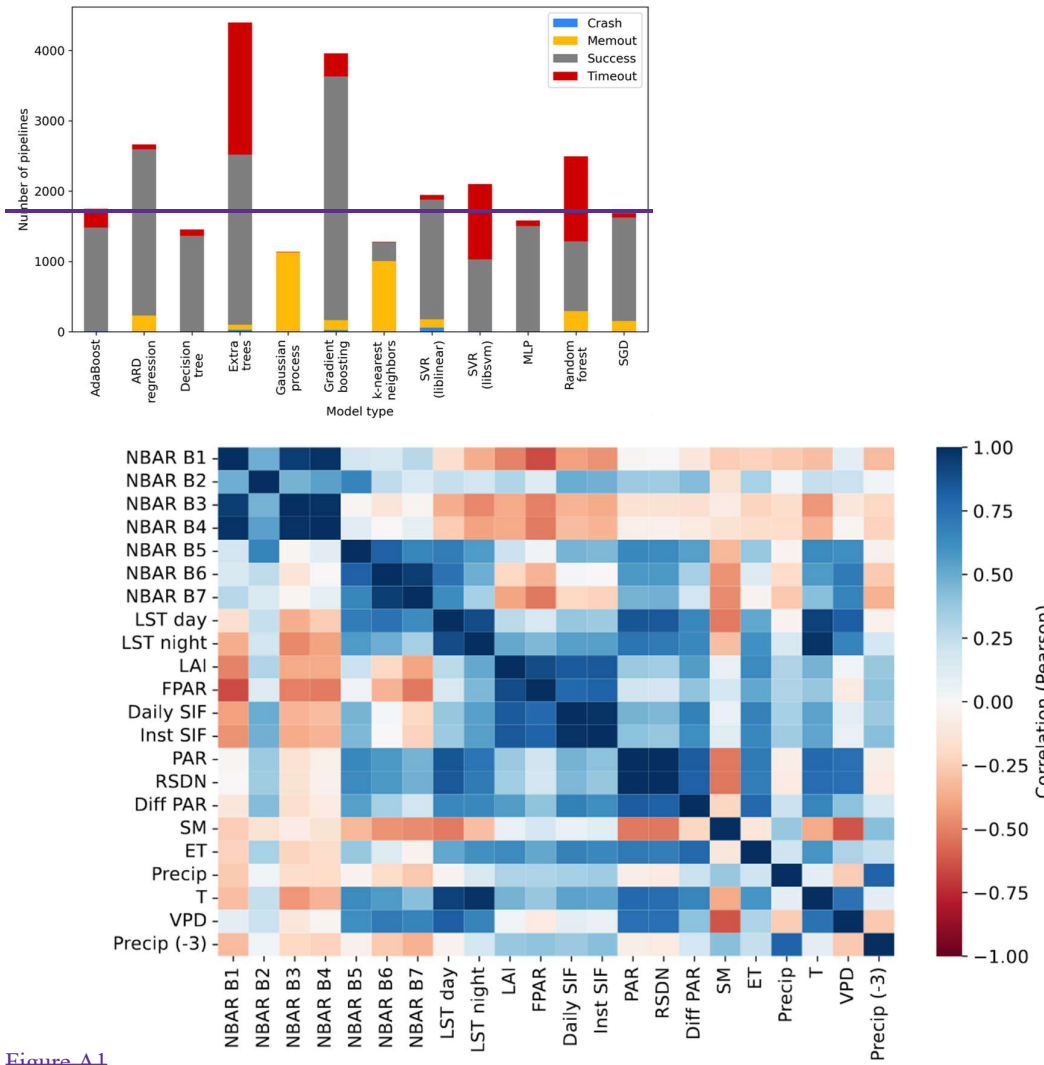 Crash
Memout
Success
Timeout
4000
3000
2000
1000
0
Number of pipelines
AdaBoost
ARD
regression
Decision
tree
Extra
trees
Gaussian
process
Gradient
boosting
k-nearest
neighbors
SVR
(liblinear)
SVR
(libsvm)
MLP
Random
forest
SGD
Model type
NBAR B1
NBAR B2
NBAR B3
NBAR B4
NBAR B5
NBAR B6
NBAR B7
LST day
LST night
LAI
FPAR
Daily SIF
Inst SIF
PAR
RSDN
Diff PAR
SM
ET
Precip
T
VPD
Precip (-3)
NBAR B1
NBAR B2
NBAR B3
NBAR B4
NBAR B5
NBAR B6
NBAR B7
LST day
LST night
LAI
FPAR
Daily SIF
Inst SIF
PAR
RSDN
Diff PAR
SM
ET
Precip
T
VPD
Precip (-3)
1.00
0.75
0.50
0.25
0.00
−0.25
−0.50
−0.75
−1.00
Correlation (Pearson)
Figure A1